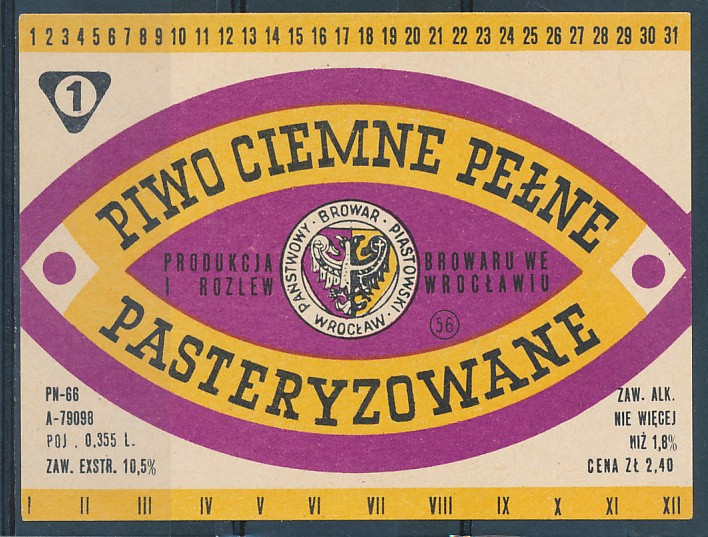 1 2 3 4 5 6 7 8 9 10 11 12 13 14 15 16 17 18 19 20 21 22 23 24 25 26 27 28 29 30 31
1
PIWO CIEMNE PEŁNE
PAŃSTWOWY · BROWAR · PIASTOWSKI · WROCŁAW ·
PRODUKCJA
I ROZLEW
BROWARU WE
WROCŁAWIU
56
PASTERYZOWANE
PN-66
A-79098
POJ. 0,355 L.
ZAW. EXSTR. 10,5%
ZAW. ALK.
NIE WIĘCEJ
NIŻ 1,8%
CENA ZŁ 2,40
I II III IV V VI VII VIII IX X XI XII